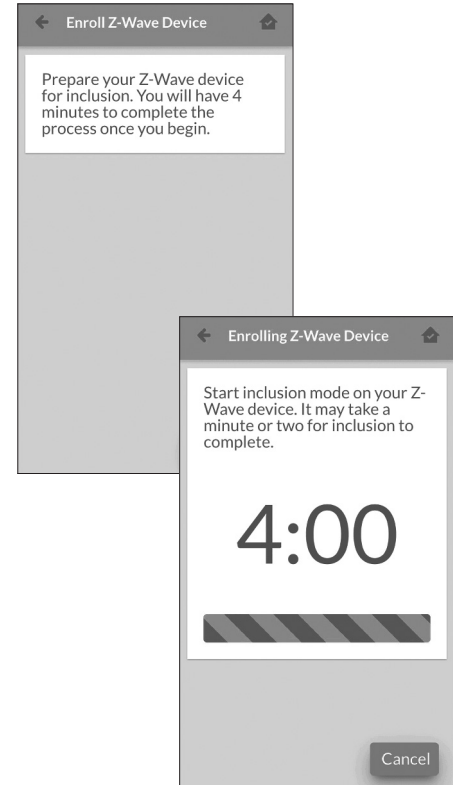 Enroll Z-Wave Device
Prepare your Z-Wave device
for inclusion. You will have 4
minutes to complete the
process once you begin.
Enrolling Z-Wave Device
Start inclusion mode on your Z-
Wave device. It may take a
minute or two for inclusion to
complete.
4:00
Cancel